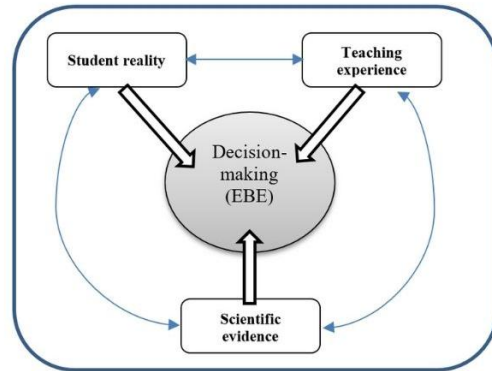 Student reality
Teaching
experience
Decision-
making
(EBE)
Scientific
evidence